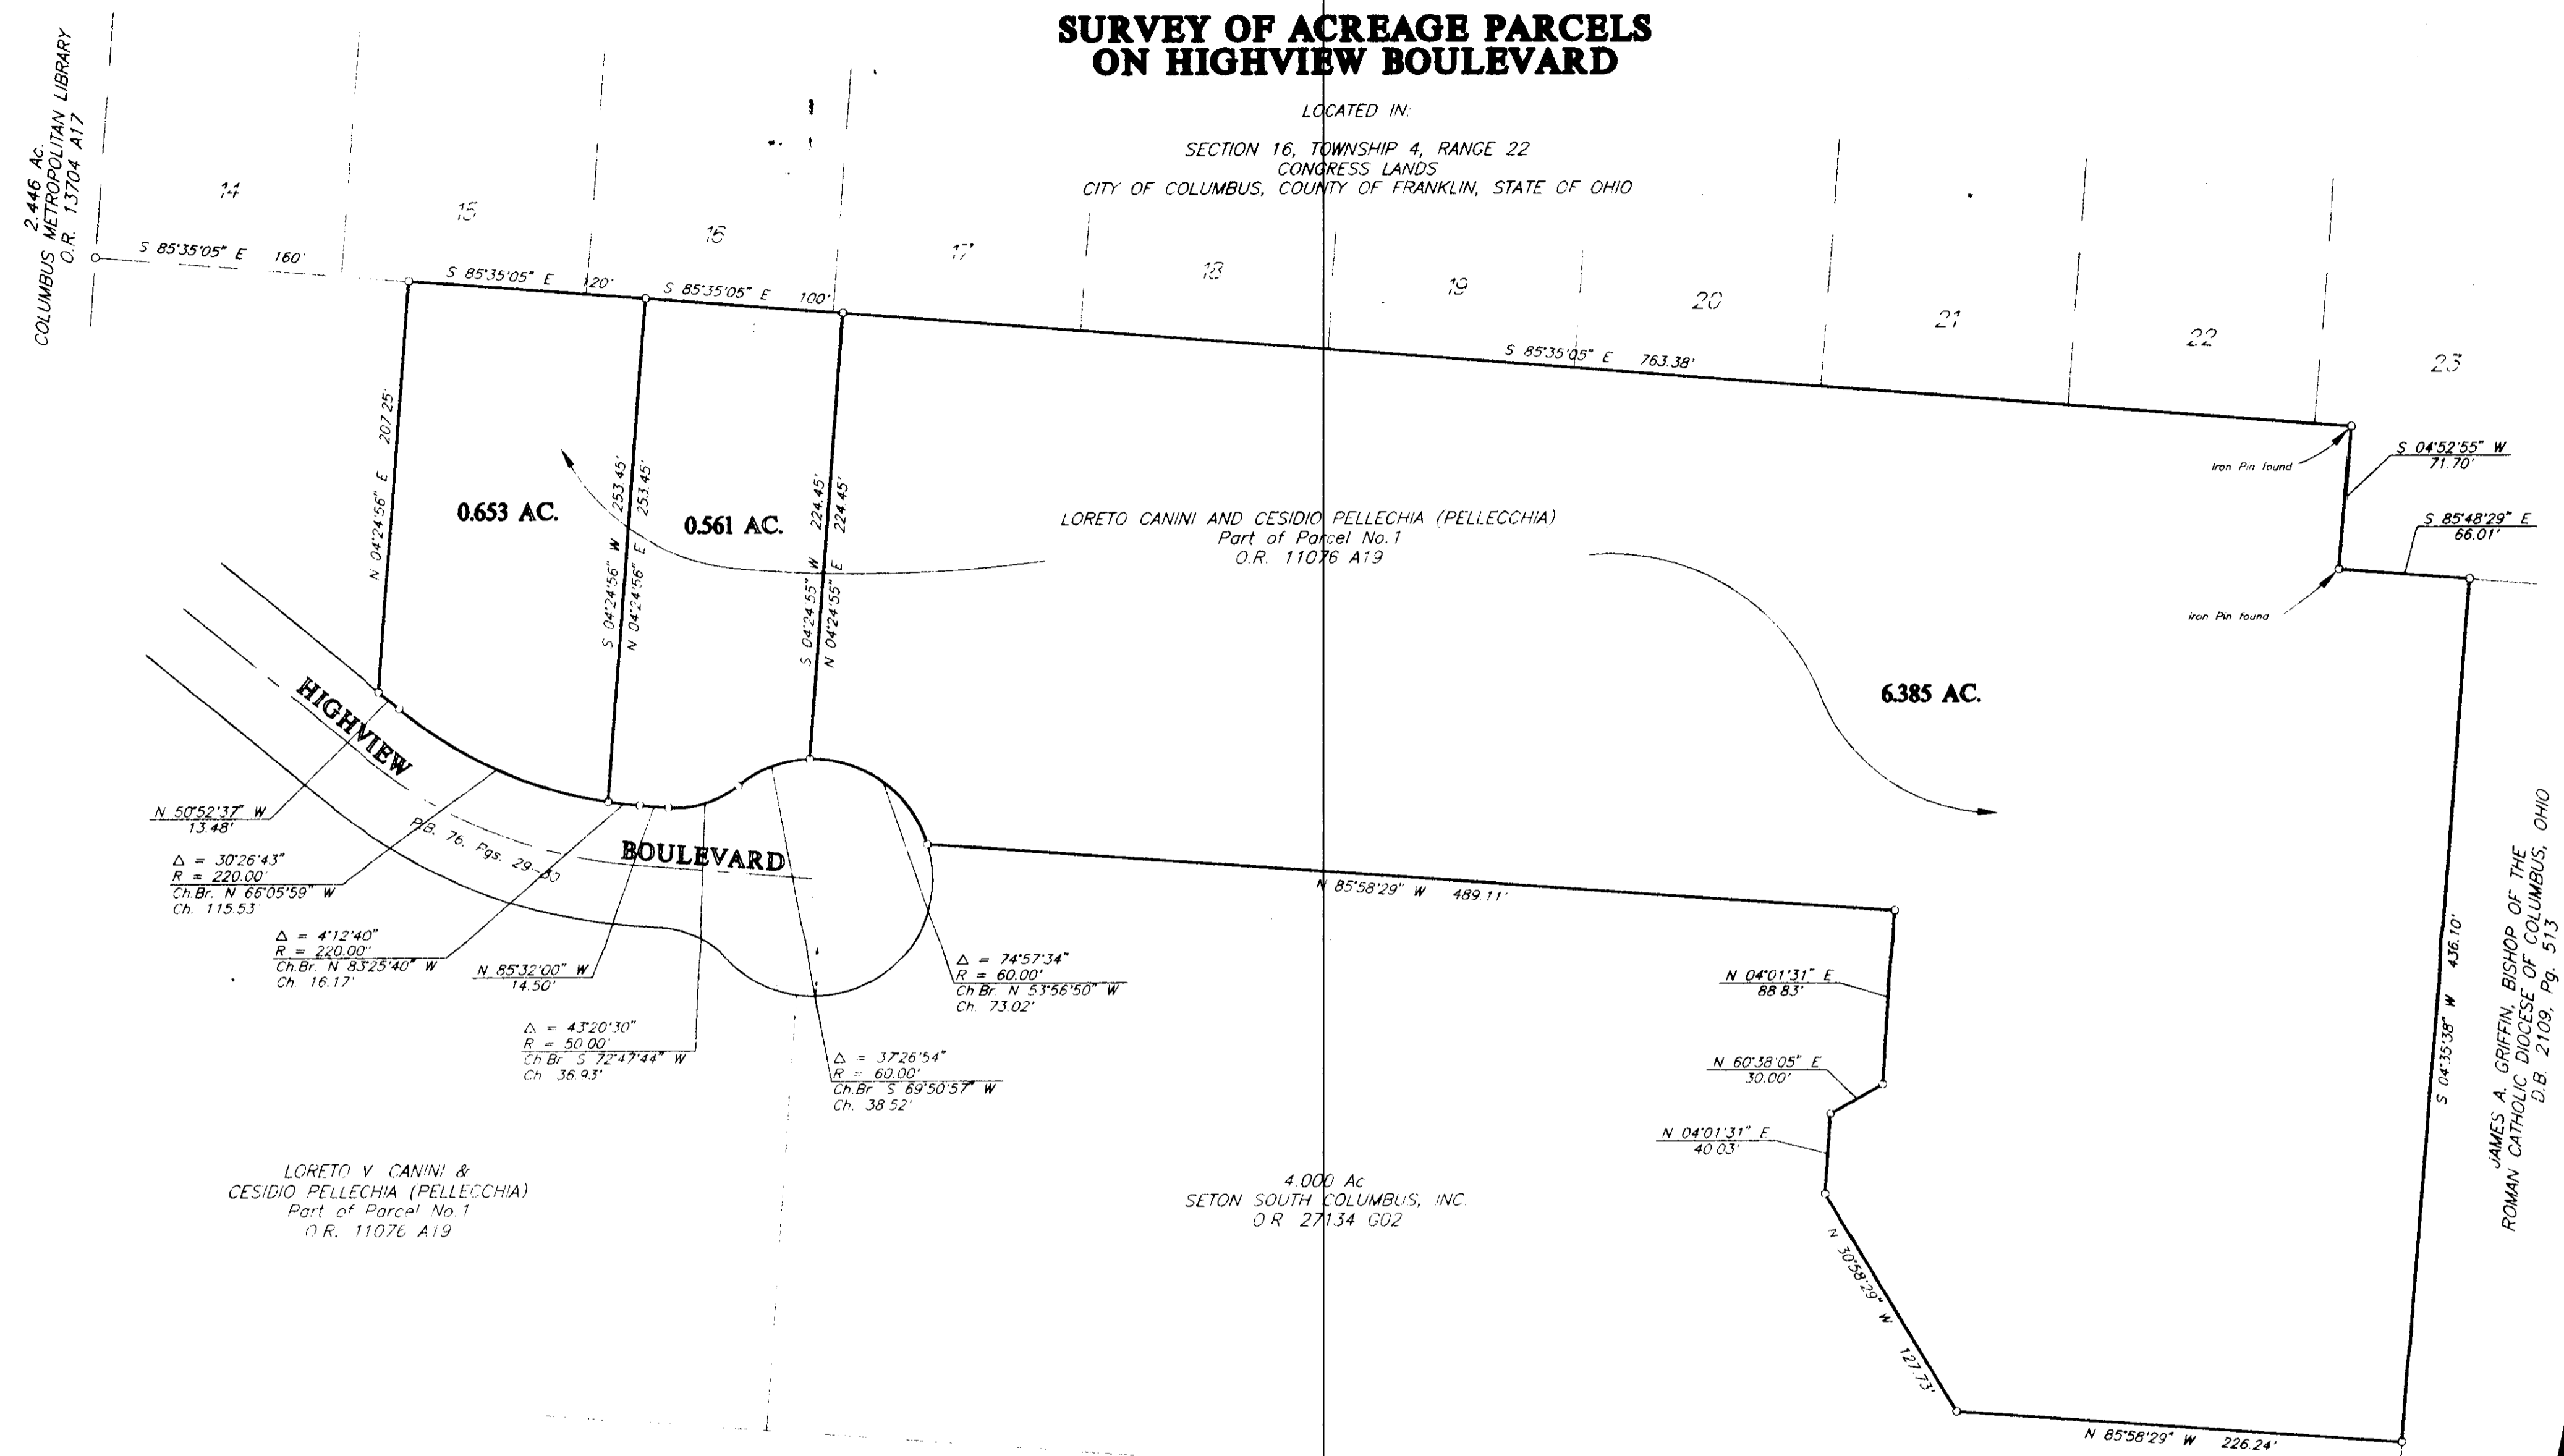 SURVEY OF ACREAGE PARCELS
ON HIGHVIEW BOULEVARD
LOCATED IN:
SECTION 16, TOWNSHIP 4, RANGE 22
CONGRESS LANDS
CITY OF COLUMBUS, COUNTY OF FRANKLIN, STATE OF OHIO
2.446 AC.
COLUMBUS METROPOLITAN LIBRARY
O.R. 13704 A17
14
15
16
17
18
19
20
21
22
23
S 85°35'05" E 160'
S 85°35'05" E 120'
S 85°35'05" E 100'
S 85°35'05" E 763.38'
N 04°24'56" E 207.25'
0.653 AC.
S 04°24'56" W 253.45'
N 04°24'56" E 253.45'
0.561 AC.
S 04°24'55" W 224.45'
N 04°24'55" E 224.45'
LORETO CANINI AND CESIDIO PELLECHIA (PELLECCHIA)
Part of Parcel No.1
O.R. 11076 A19
Iron Pin found
S 04°52'55" W
71.70'
S 85°48'29" E
66.01'
Iron Pin found
6.385 AC.
HIGHVIEW
BOULEVARD
P.B. 76, Pgs. 29-30
N 50°52'37" W
13.48'
Δ = 30°26'43"
R = 220.00'
Ch.Br. N 66°05'59" W
Ch. 115.53
Δ = 4°12'40"
R = 220.00'
Ch.Br. N 83°25'40" W
Ch. 16.17'
N 85°32'00" W
14.50'
Δ = 43°20'30"
R = 50.00'
Ch.Br. S 72°47'44" W
Ch. 36.93'
Δ = 37°26'54"
R = 60.00'
Ch.Br. S 69°50'57" W
Ch. 38.52'
Δ = 74°57'34"
R = 60.00'
Ch.Br. N 53°56'50" W
Ch. 73.02'
N 85°58'29" W 489.11'
N 04°01'31" E
88.83'
N 60°38'05" E
30.00'
N 04°01'31" E
40.03'
N 30°58'29" W 127.73'
N 85°58'29" W 226.24'
S 04°35'38" W 436.10'
JAMES A. GRIFFIN, BISHOP OF THE
ROMAN CATHOLIC DIOCESE OF COLUMBUS, OHIO
D.B. 2109, Pg. 513
LORETO V CANINI &
CESIDIO PELLECHIA (PELLECCHIA)
Part of Parcel No.1
O.R. 11076 A19
4.000 Ac
SETON SOUTH COLUMBUS, INC.
O R 27134 G02